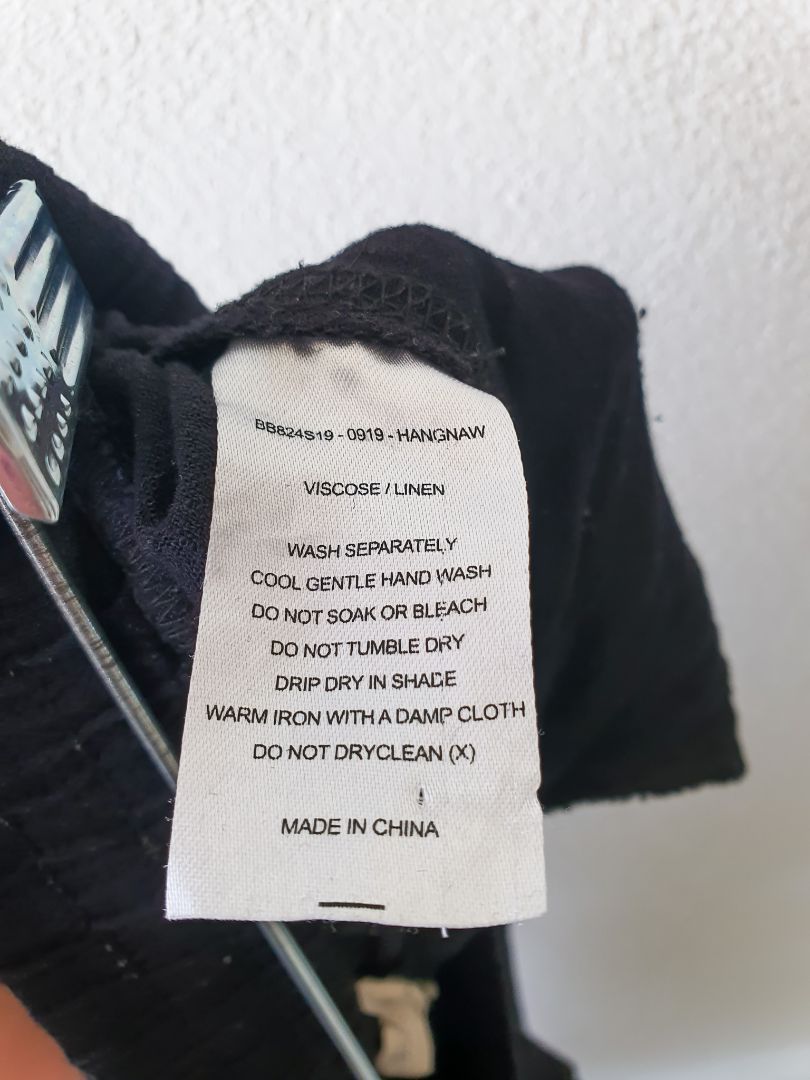 BB824S19 - 0919 - HANGNAW
VISCOSE / LINEN
WASH SEPARATELY
COOL GENTLE HAND WASH
DO NOT SOAK OR BLEACH
DO NOT TUMBLE DRY
DRIP DRY IN SHADE
WARM IRON WITH A DAMP CLOTH
DO NOT DRYCLEAN (X)
MADE IN CHINA